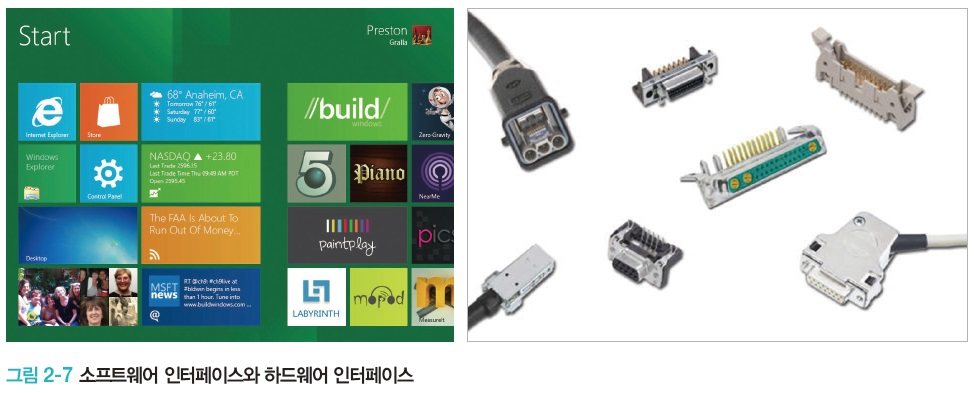 Start
Preston
Gralla
Internet Explorer
Store
68° Anaheim, CA
Tomorrow 76°/ 61°
Saturday 77°/ 60°
Sunday 83°/ 61°
//build/
windows
Zero Gravity
Windows
Explorer
Control Panel
NASDAQ ▲ +23.80
Last Trade 2596.35
Last Trade Time Thu 09:49 AM PDT
Open 2595.45
5
Piano
NearMe
Desktop
The FAA Is About To
Run Out Of Money...
paintplay
pics
MSFT
news
RT @ch9: #ch9live at
#bldwin begins in less
than 1 hour. Tune into
www.buildwindows.com ...
@
LABYRINTH
mopod
MeasureIt
그림 2-7 소프트웨어 인터페이스와 하드웨어 인터페이스